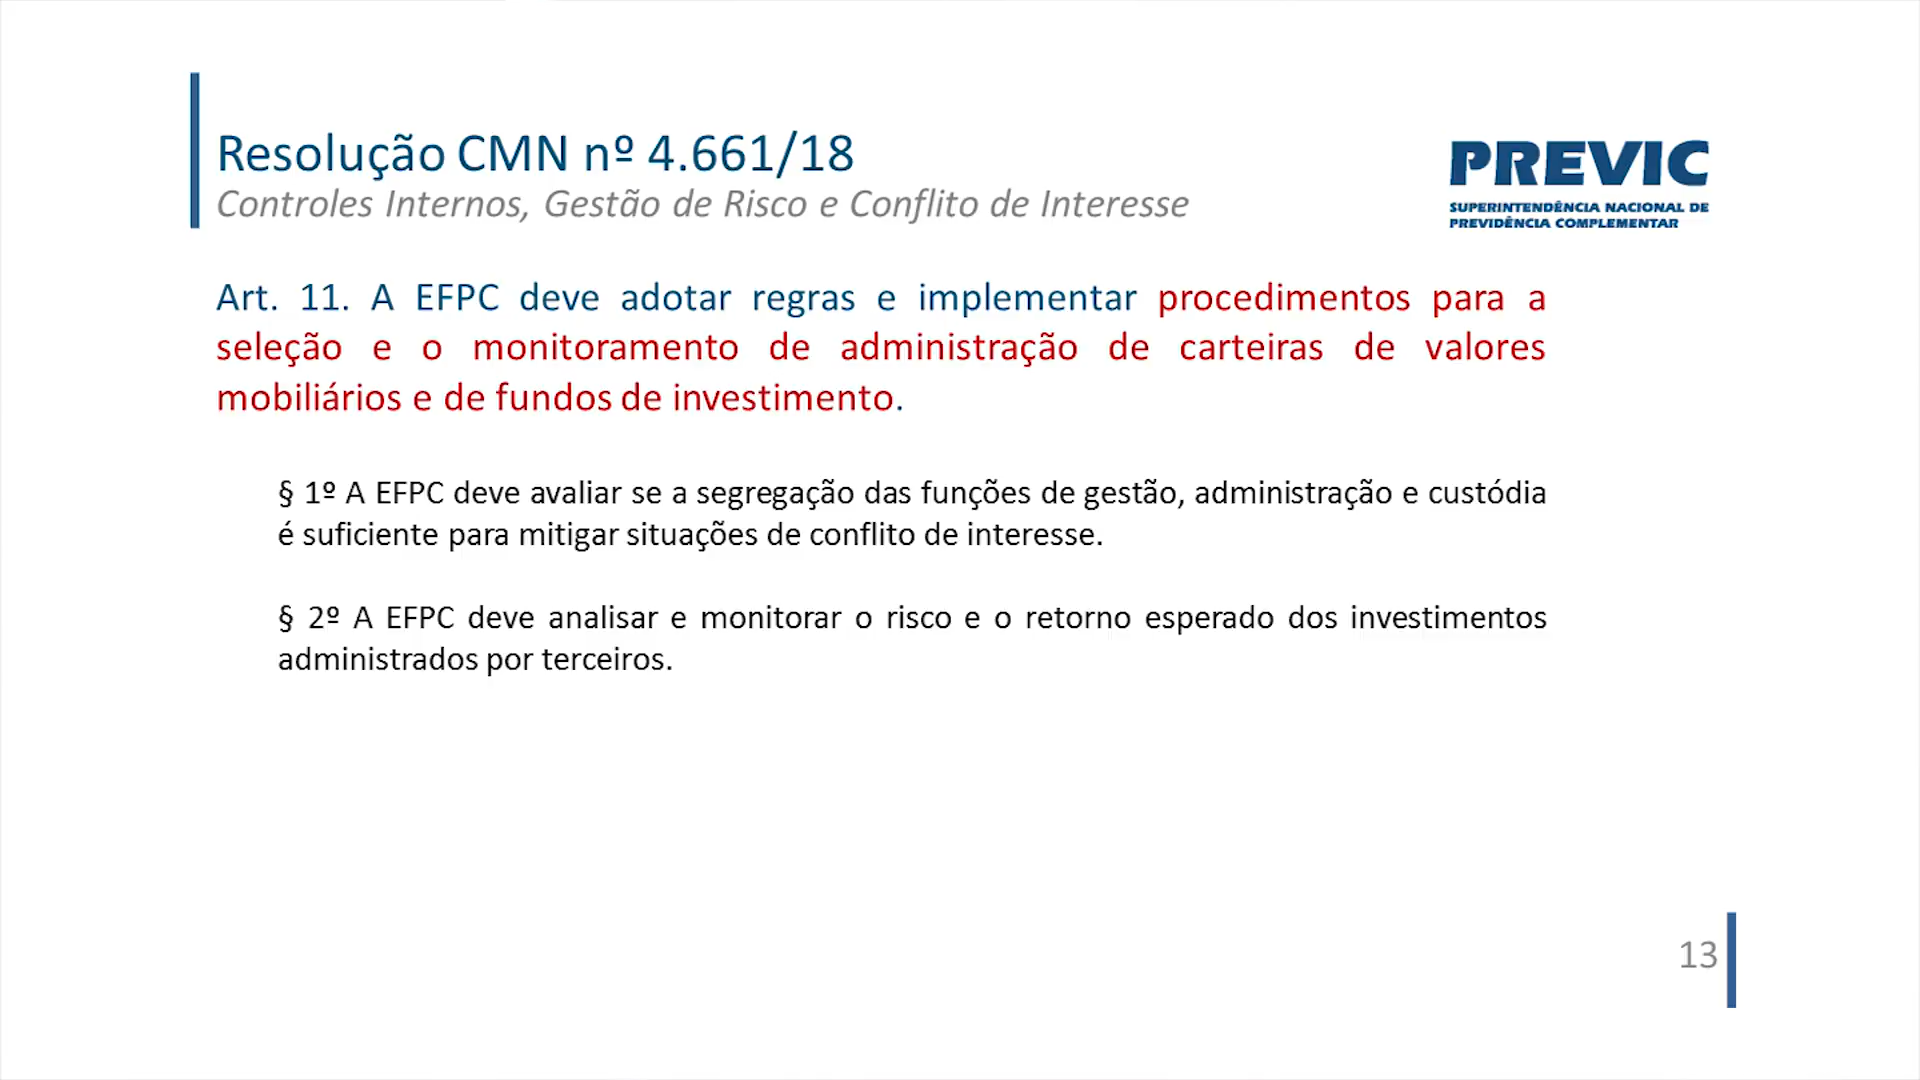 Resolução CMN nº 4.661/18
Controles Internos, Gestão de Risco e Conflito de Interesse
PREVIC
SUPERINTENDÊNCIA NACIONAL DE
PREVIDÊNCIA COMPLEMENTAR
Art. 11. A EFPC deve adotar regras e implementar procedimentos para a
seleção e o monitoramento de administração de carteiras de valores
mobiliários e de fundos de investimento.
§ 1º A EFPC deve avaliar se a segregação das funções de gestão, administração e custódia
é suficiente para mitigar situações de conflito de interesse.
§ 2º A EFPC deve analisar e monitorar o risco e o retorno esperado dos investimentos
administrados por terceiros.
13